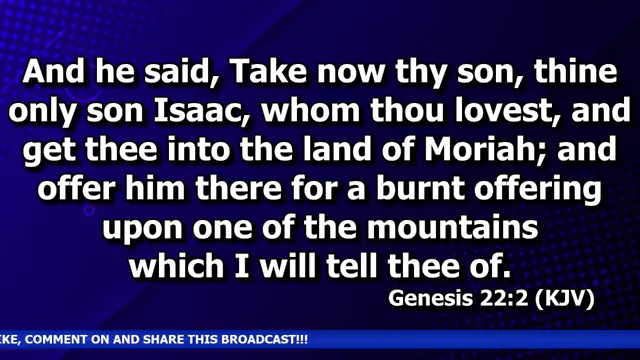 And he said, Take now thy son, thine
only son Isaac, whom thou lovest, and
get thee into the land of Moriah; and
offer him there for a burnt offering
upon one of the mountains
which I will tell thee of.
Genesis 22:2 (KJV)
COMMENT ON AND SHARE THIS BROADCAST!!!